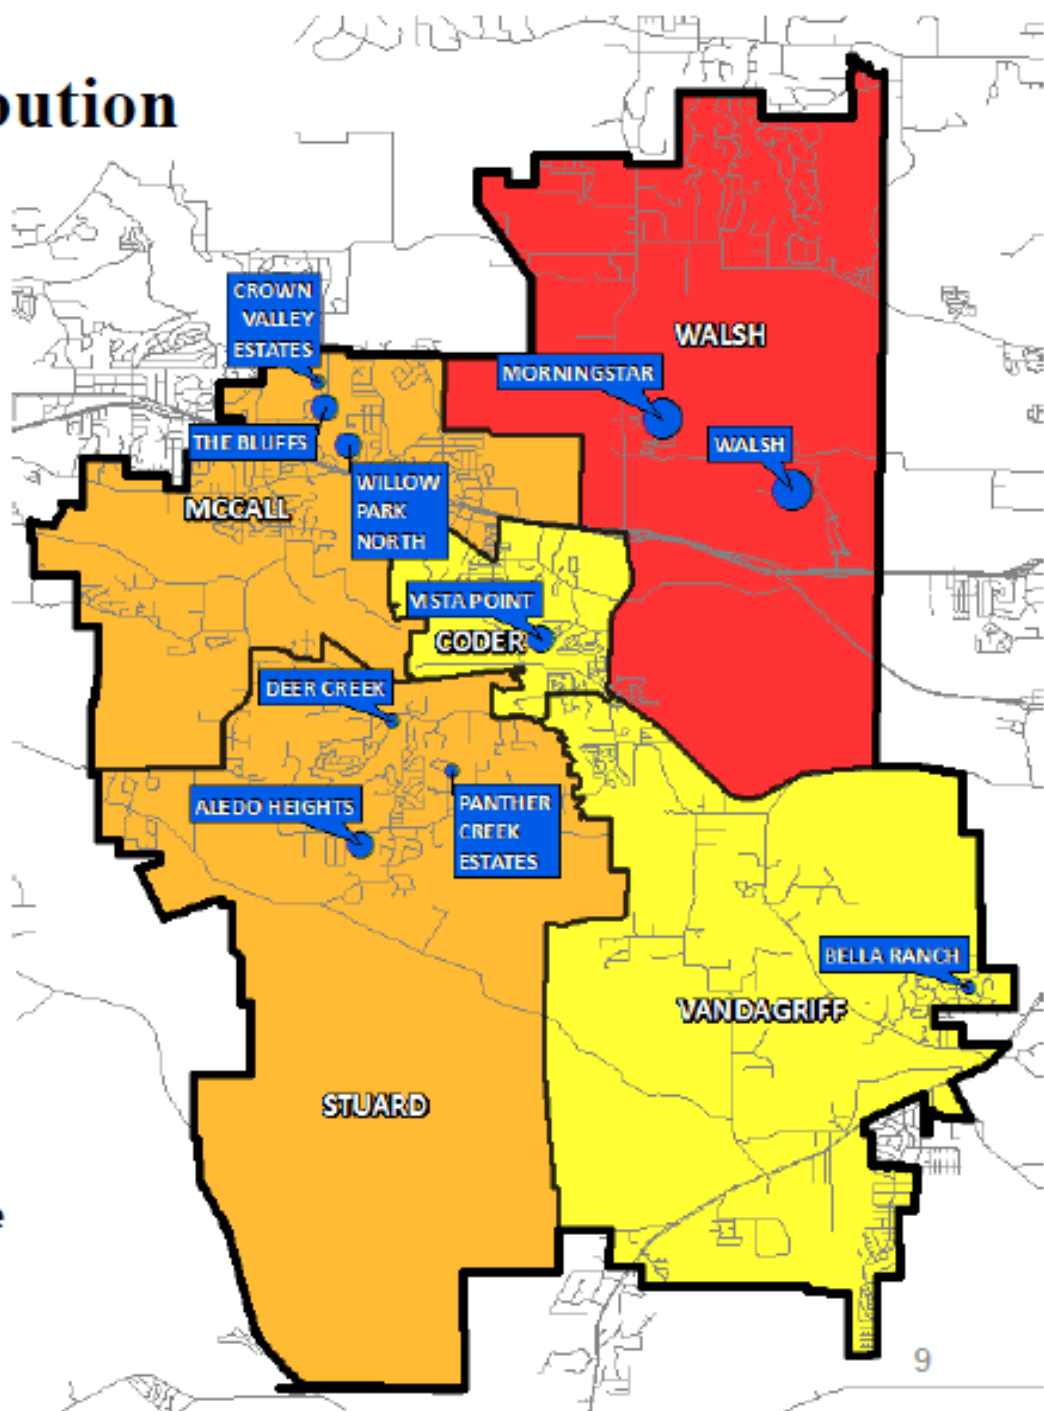 CROWN
VALLEY
ESTATES
WALSH
MORNINGSTAR
THE BLUFFS
WALSH
WILLOW
PARK
NORTH
MCCALL
VISTA POINT
CODER
DEER CREEK
ALEDO HEIGHTS
PANTHER
CREEK
ESTATES
BELLA RANCH
VANDAGRIFF
STUARD
9